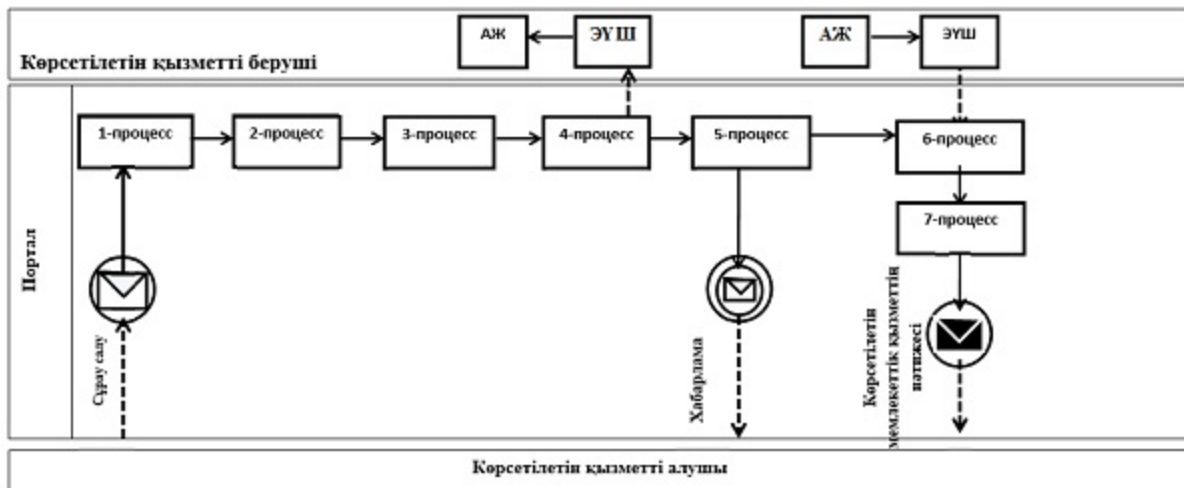 АЖ
ЭҮШ
АЖ
ЭҮШ
Көрсетілетін қызметті беруші
1-процесс
2-процесс
3-процесс
4-процесс
5-процесс
6-процесс
7-процесс
Портал
Сұрау салу
Хабарлама
Көрсетілетін
мемлекеттік қызметтің
нәтижесі
Көрсетілетін қызметті алушы